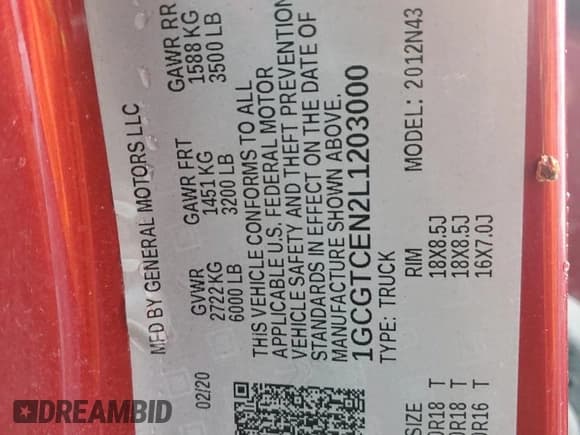 MFD BY GENERAL MOTORS LLC
02/20
GVWR
2722 KG
6000 LB
GAWR FRT
1451 KG
3200 LB
GAWR RR
1588 KG
3500 LB
THIS VEHICLE CONFORMS TO ALL
APPLICABLE U.S. FEDERAL MOTOR
VEHICLE SAFETY AND THEFT PREVENTION
STANDARDS IN EFFECT ON THE DATE OF
MANUFACTURE SHOWN ABOVE.
1GCGTCEN2L1203000
TYPE: TRUCK
MODEL: 2012N43
SIZE RIM
R18 T 18X8.5J
R18 T 18X8.5J
R16 T 16X7.0J
DREAMBID